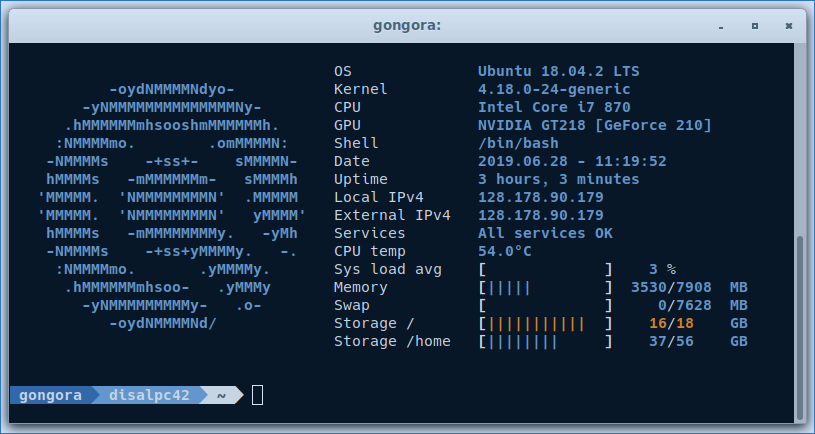 gongora:
OS Ubuntu 18.04.2 LTS
-oydNMMMMNdyo- Kernel 4.18.0-24-generic
-yNMMMMMMMMMMMMMMNy- CPU Intel Core i7 870
.hMMMMMMmhsooshmMMMMMMh. GPU NVIDIA GT218 [GeForce 210]
:NMMMMmo. .omMMMMN: Shell /bin/bash
-NMMMMs -+ss+- sMMMMN- Date 2019.06.28 - 11:19:52
hMMMMs -mMMMMMMm- sMMMMh Uptime 3 hours, 3 minutes
'MMMMM. 'NMMMMMMMMN' .MMMMM Local IPv4 128.178.90.179
'MMMMM. 'NMMMMMMMMN' yMMMM' External IPv4 128.178.90.179
hMMMMs -mMMMMMMMMy. -yMh Services All services OK
-NMMMMs -+ss+yMMMMy. -. CPU temp 54.0°C
:NMMMMmo. .yMMMMy. Sys load avg [ ] 3 %
.hMMMMMMmhsoo- .yMMMy Memory [||||| ] 3530/7908 MB
-yNMMMMMMMMMy- .o- Swap [ ] 0/7628 MB
-oydNMMMMNd/ Storage / [||||||||||| ] 16/18 GB
Storage /home [|||||||| ] 37/56 GB
gongora disalpc42 ~